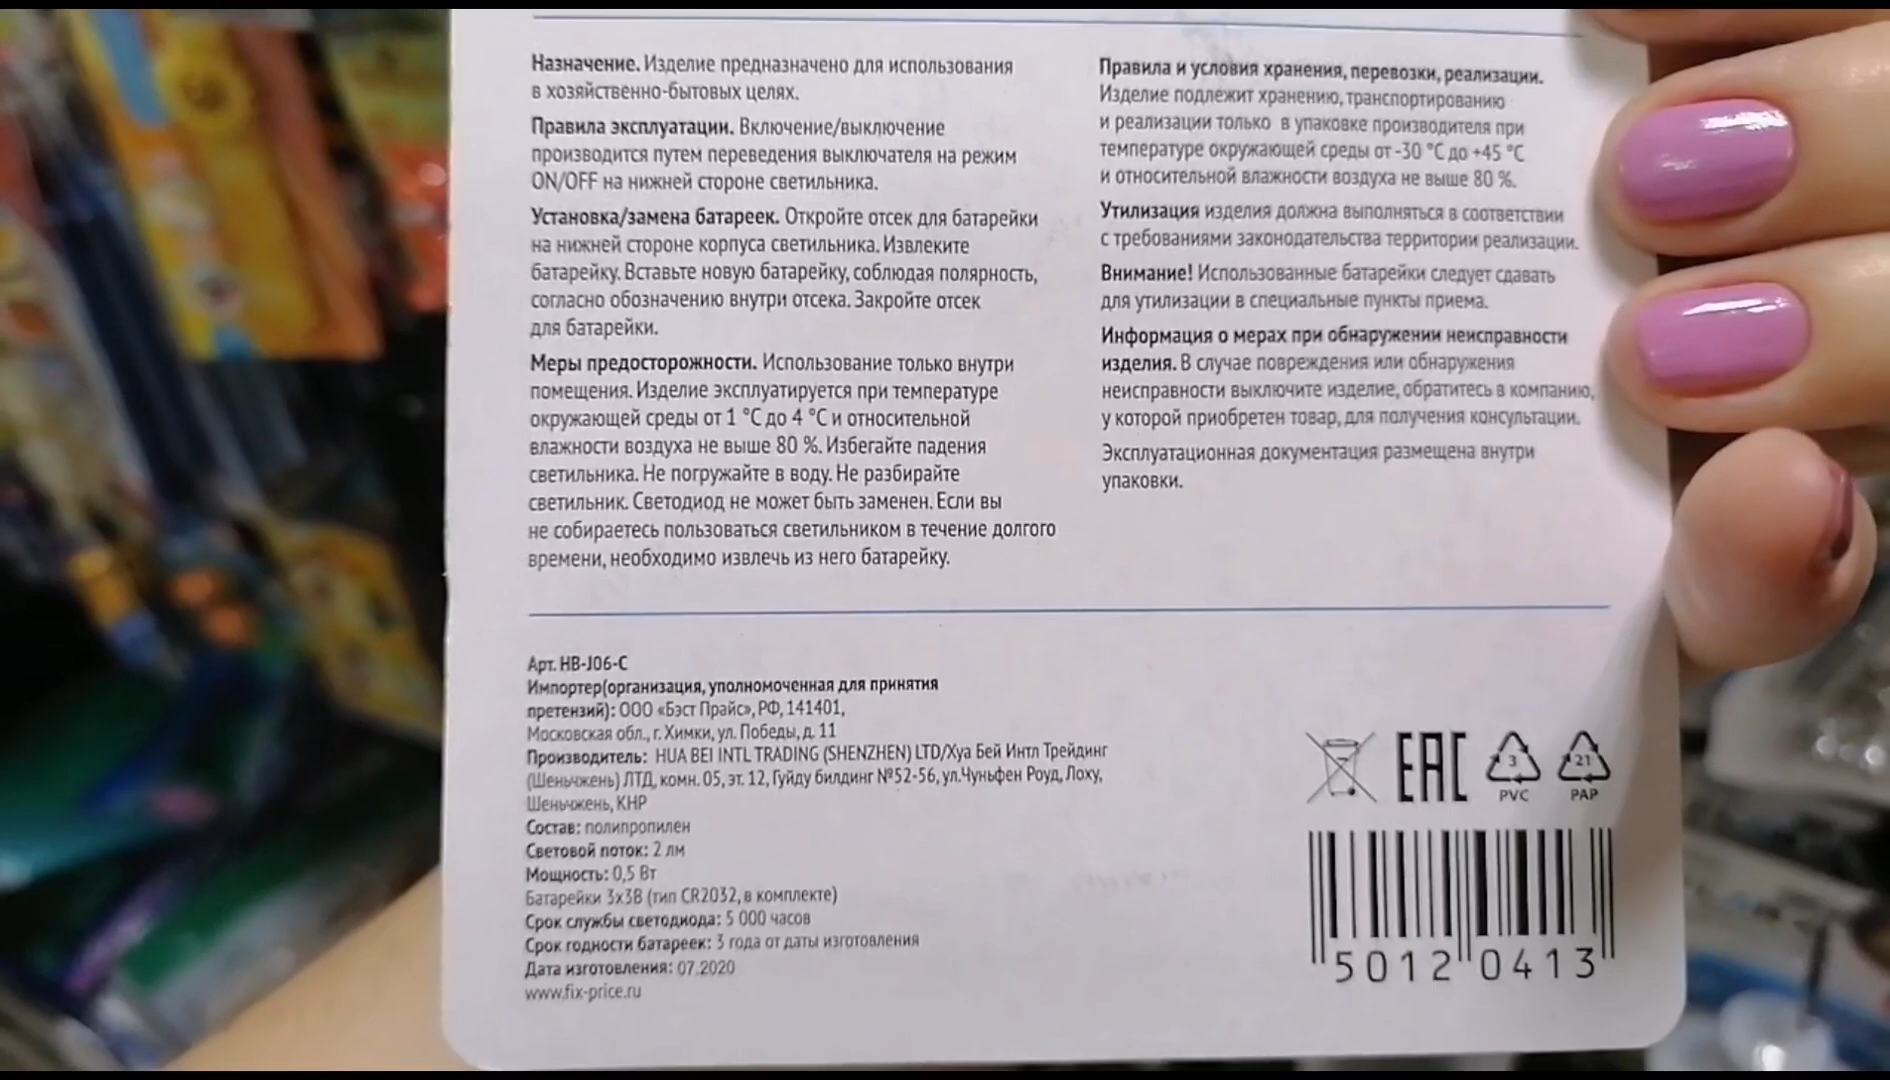 Назначение. Изделие предназначено для использования
в хозяйственно-бытовых целях.
Правила эксплуатации. Включение/выключение
производится путем переведения выключателя на режим
ON/OFF на нижней стороне светильника.
Установка/замена батареек. Откройте отсек для батарейки
на нижней стороне корпуса светильника. Извлеките
батарейку. Вставьте новую батарейку, соблюдая полярность,
согласно обозначению внутри отсека. Закройте отсек
для батарейки.
Меры предосторожности. Использование только внутри
помещения. Изделие эксплуатируется при температуре
окружающей среды от 1 °C до 4 °C и относительной
влажности воздуха не выше 80 %. Избегайте падения
светильника. Не погружайте в воду. Не разбирайте
светильник. Светодиод не может быть заменен. Если вы
не собираетесь пользоваться светильником в течение долгого
времени, необходимо извлечь из него батарейку.
Правила и условия хранения, перевозки, реализации.
Изделие подлежит хранению, транспортированию
и реализации только в упаковке производителя при
температуре окружающей среды от -30 °C до +45 °C
и относительной влажности воздуха не выше 80 %.
Утилизация изделия должна выполняться в соответствии
с требованиями законодательства территории реализации.
Внимание! Использованные батарейки следует сдавать
для утилизации в специальные пункты приема.
Информация о мерах при обнаружении неисправности
изделия. В случае повреждения или обнаружения
неисправности выключите изделие, обратитесь в компанию,
у которой приобретен товар, для получения консультации.
Эксплуатационная документация размещена внутри
упаковки.
Арт. HB-J06-C
Импортер(организация, уполномоченная для принятия
претензий): ООО «Бэст Прайс», РФ, 141401,
Московская обл., г. Химки, ул. Победы, д. 11
Производитель: HUA BEI INTL TRADING (SHENZHEN) LTD/Хуа Бей Интл Трейдинг
(Шеньчжень) ЛТД, комн. 05, эт. 12, Гуйду билдинг №52-56, ул.Чуньфен Роуд, Лоху,
Шеньчжень, КНР
Состав: полипропилен
Световой поток: 2 лм
Мощность: 0,5 Вт
Батарейки 3х3В (тип CR2032, в комплекте)
Срок службы светодиода: 5 000 часов
Срок годности батареек: 3 года от даты изготовления
Дата изготовления: 07.2020
www.fix-price.ru
EAC
3
PVC
21
PAP
5012 0413